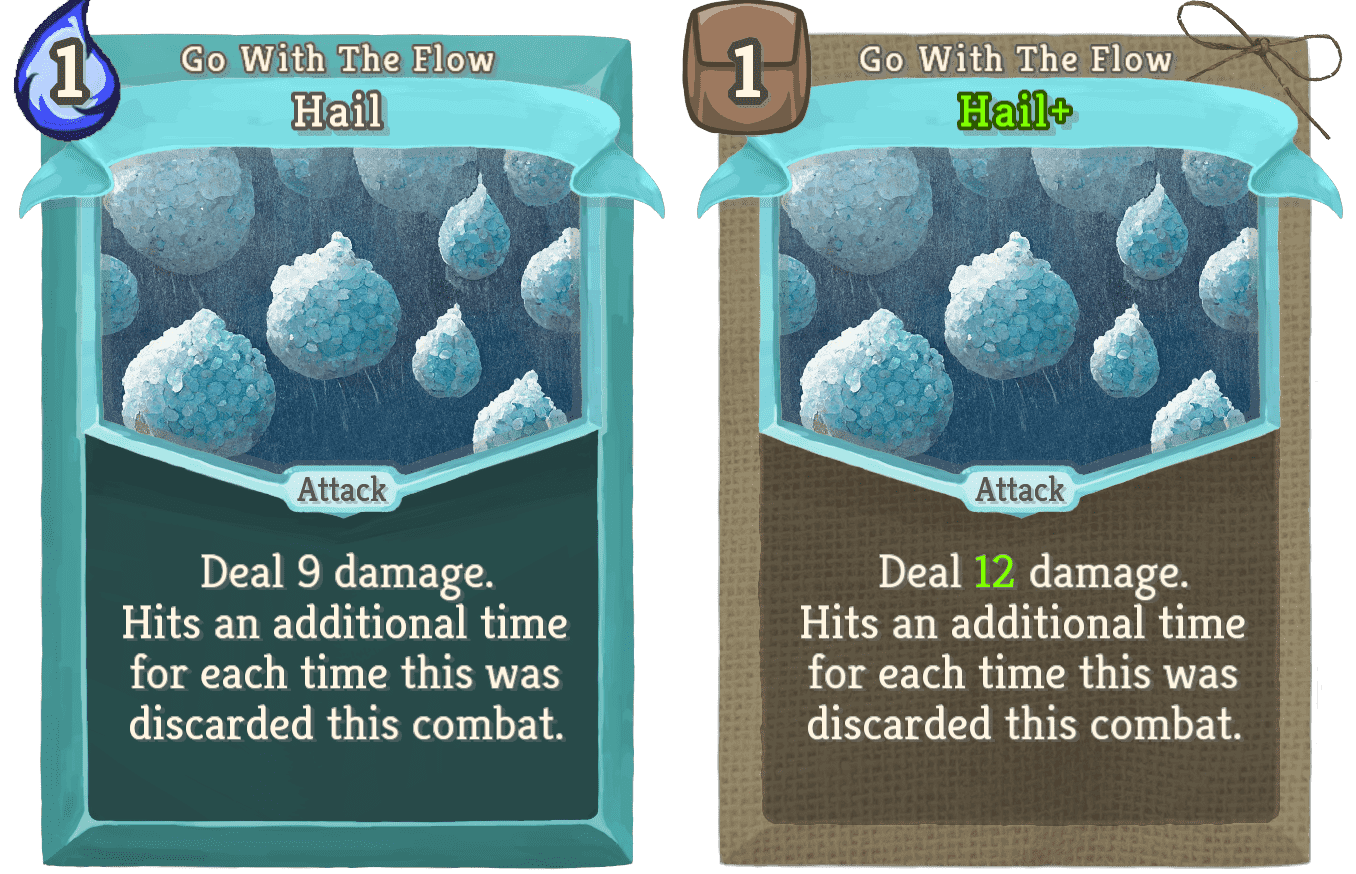 1
Go With The Flow
Hail
Attack
Deal 9 damage.
Hits an additional time
for each time this was
discarded this combat.
1
Go With The Flow
Hail+
Attack
Deal 12 damage.
Hits an additional time
for each time this was
discarded this combat.